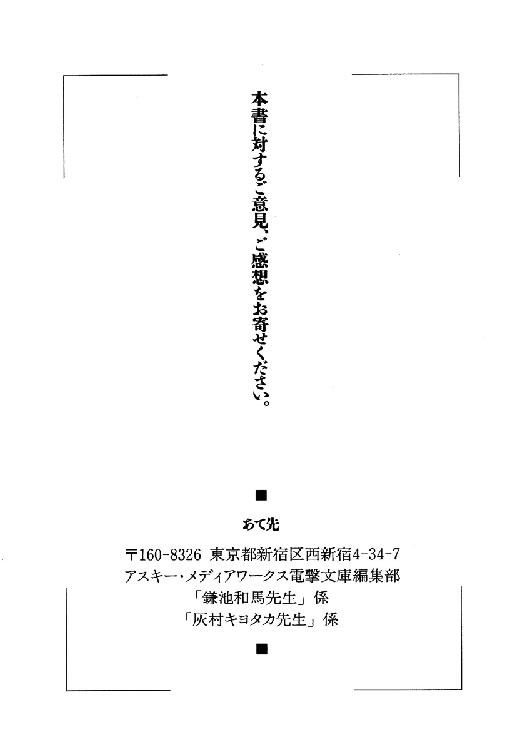 本書に対するご意見、ご感想をお寄せください。
■
あて先
〒160-8326 東京都新宿区西新宿4-34-7
アスキー・メディアワークス電撃文庫編集部
「鎌池和馬先生」係
「灰村キヨタカ先生」係
■